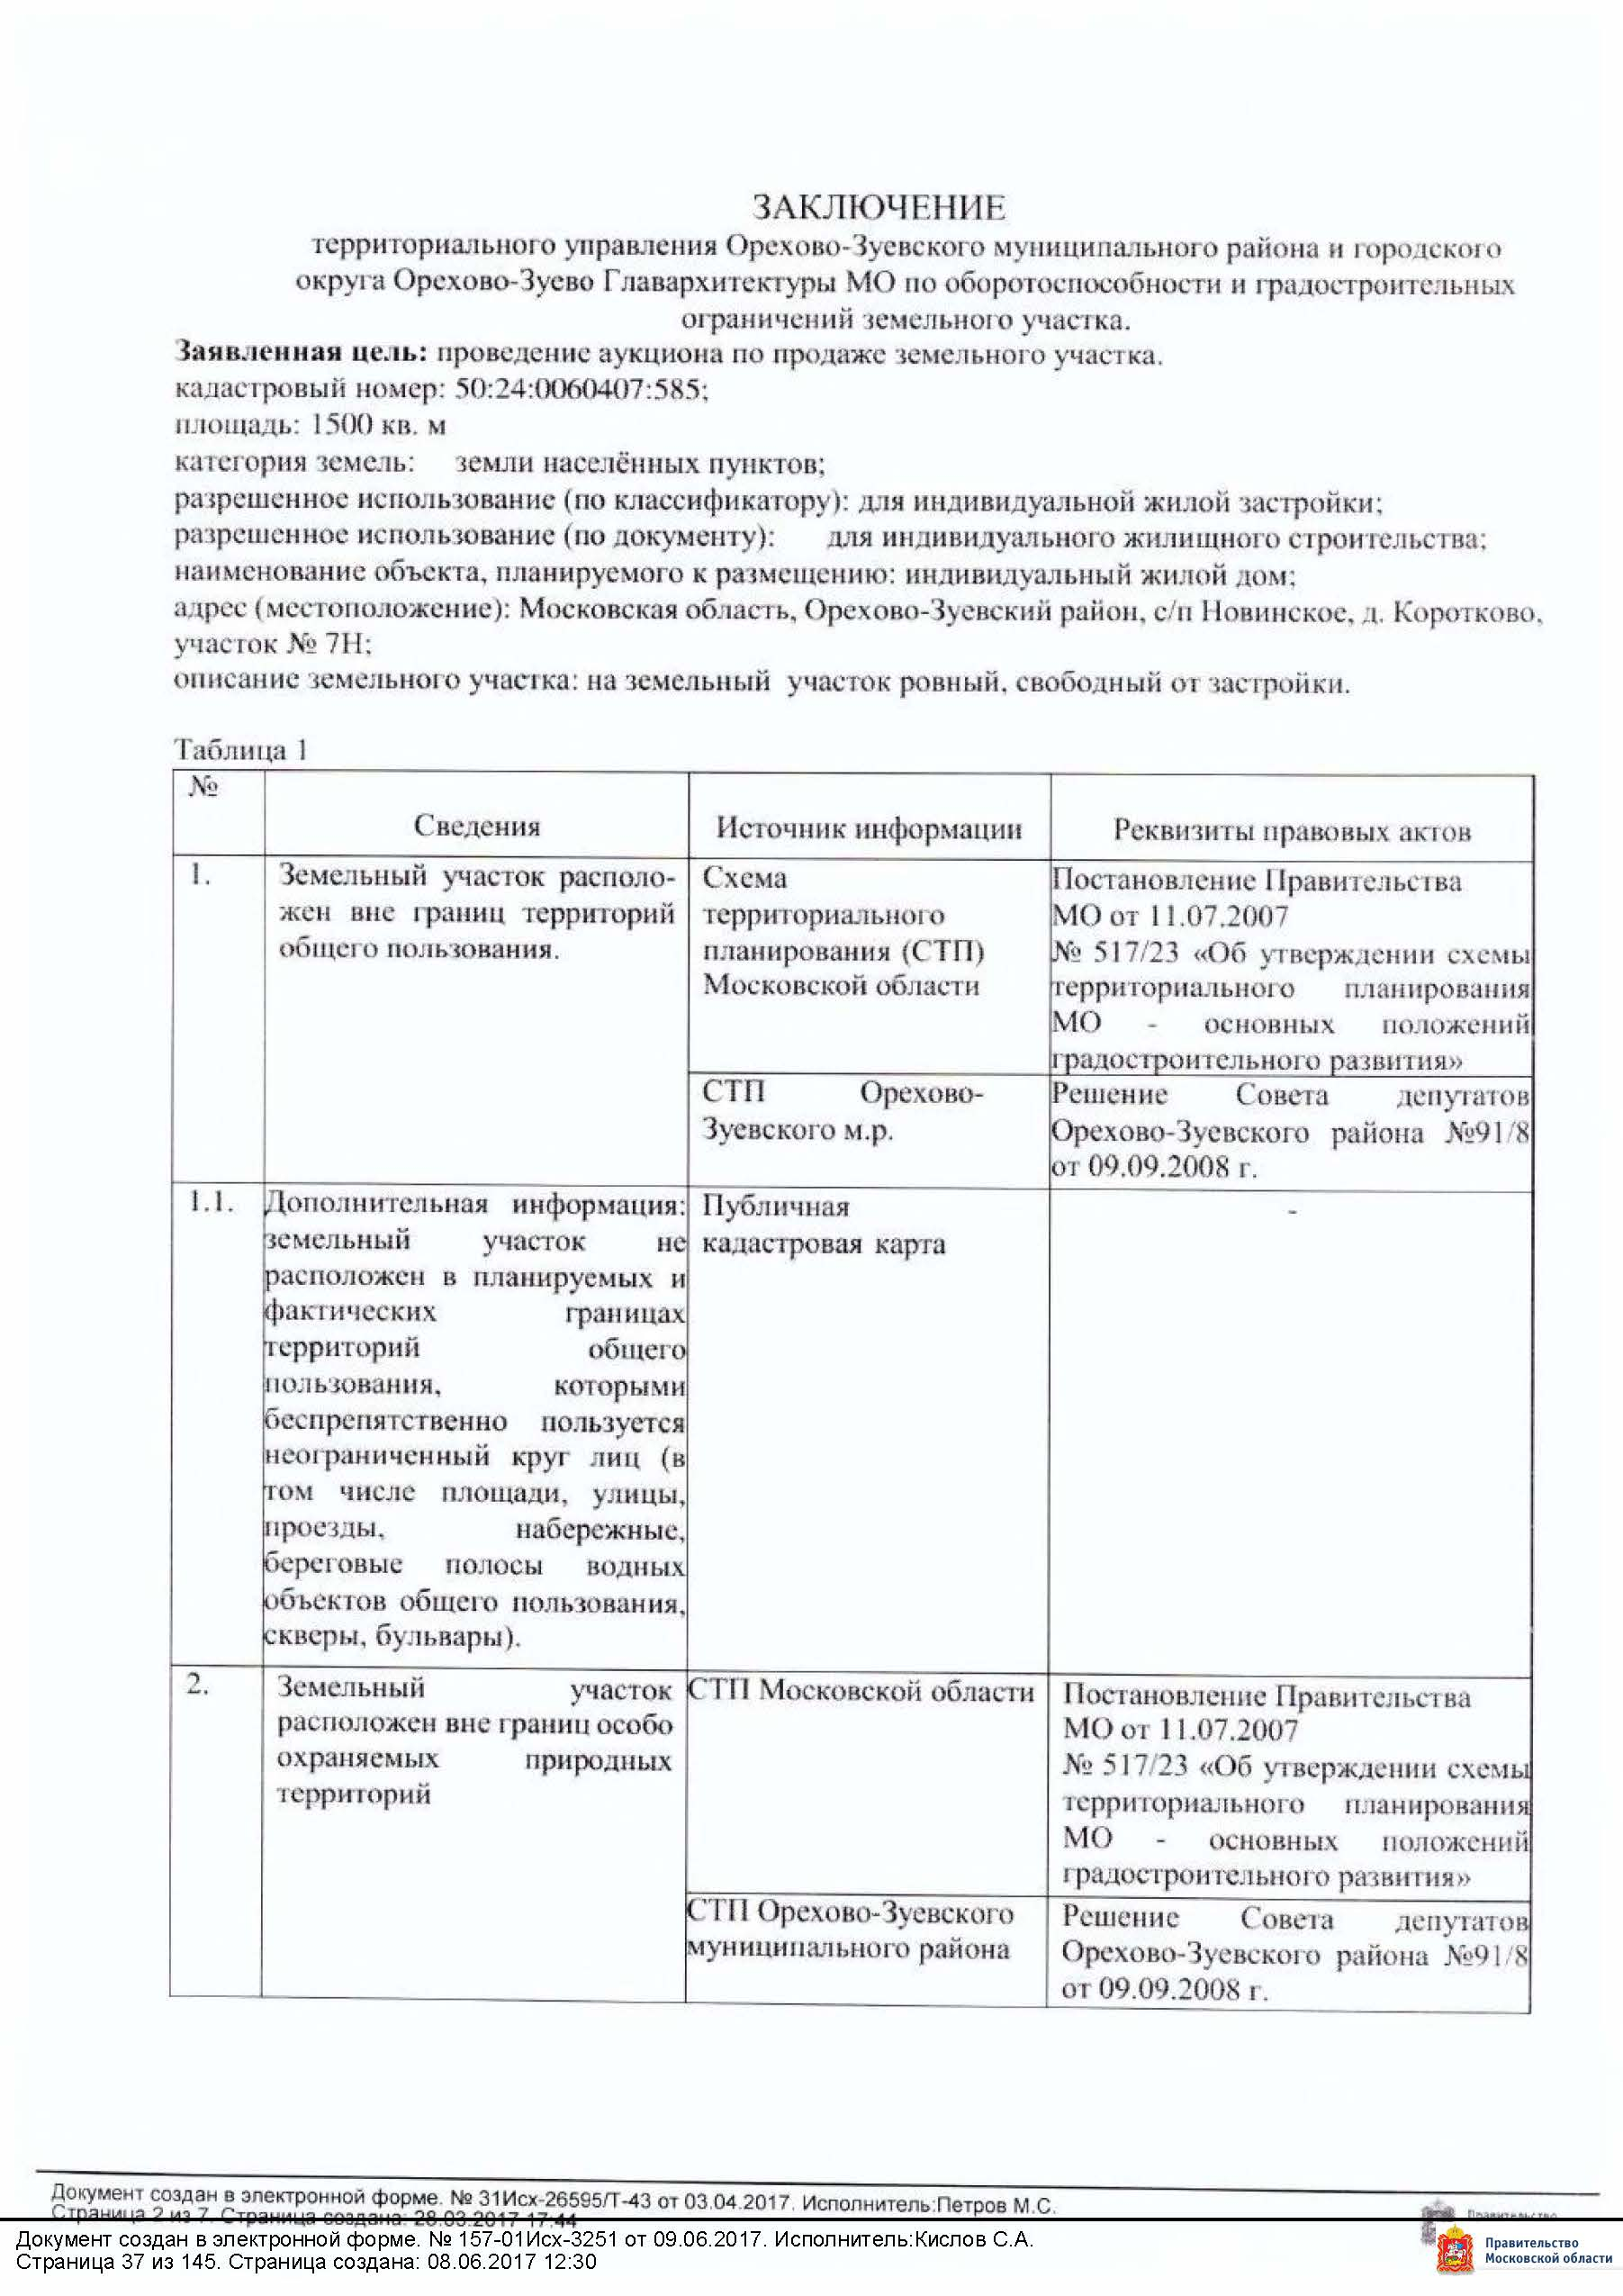 ЗАКЛЮЧЕНИЕ
территориального управления Орехово-Зуевского муниципального района и городского
округа Орехово-Зуево Главархитектуры МО по оборотоспособности и градостроительных
ограничений земельного участка.
Заявленная цель: проведение аукциона по продаже земельного участка.
кадастровый номер: 50:24:0060407:585;
площадь: 1500 кв. м
категория земель: земли населённых пунктов;
разрешенное использование (по классификатору): для индивидуальной жилой застройки;
разрешенное использование (по документу): для индивидуального жилищного строительства;
наименование объекта, планируемого к размещению: индивидуальный жилой дом;
адрес (местоположение): Московская область, Орехово-Зуевский район, с/п Новинское, д. Коротково,
участок № 7Н;
описание земельного участка: на земельный участок ровный, свободный от застройки.
Таблица 1
№
Сведения
Источник информации
Реквизиты правовых актов
1.
Земельный участок располо-
жен вне границ территорий
общего пользования.
Схема
территориального
планирования (СТП)
Московской области
Постановление Правительства
МО от 11.07.2007
№ 517/23 «Об утверждении схемы
территориального планирования
МО - основных положений
градостроительного развития»
СТП Орехово-
Зуевского м.р.
Решение Совета депутатов
Орехово-Зуевского района №91/8
от 09.09.2008 г.
1.1.
Дополнительная информация:
земельный участок не
расположен в планируемых и
фактических границах
территорий общего
пользования, которыми
беспрепятственно пользуется
неограниченный круг лиц (в
том числе площади, улицы,
проезды, набережные,
береговые полосы водных
объектов общего пользования,
скверы, бульвары).
Публичная
кадастровая карта
-
2.
Земельный участок
расположен вне границ особо
охраняемых природных
территорий
СТП Московской области
Постановление Правительства
МО от 11.07.2007
№ 517/23 «Об утверждении схемы
территориального планирования
МО - основных положений
градостроительного развития»
СТП Орехово-Зуевского
муниципального района
Решение Совета депутатов
Орехово-Зуевского района №91/8
от 09.09.2008 г.
Документ создан в электронной форме. № 31Исх-26595/Т-43 от 03.04.2017. Исполнитель:Петров М.С.
Страница 2 из 7. Страница создана: 28.03.2017 17:44
Правительство
Документ создан в электронной форме. № 157-01Исх-3251 от 09.06.2017. Исполнитель:Кислов С.А.
Страница 37 из 145. Страница создана: 08.06.2017 12:30
Правительство
Московской области